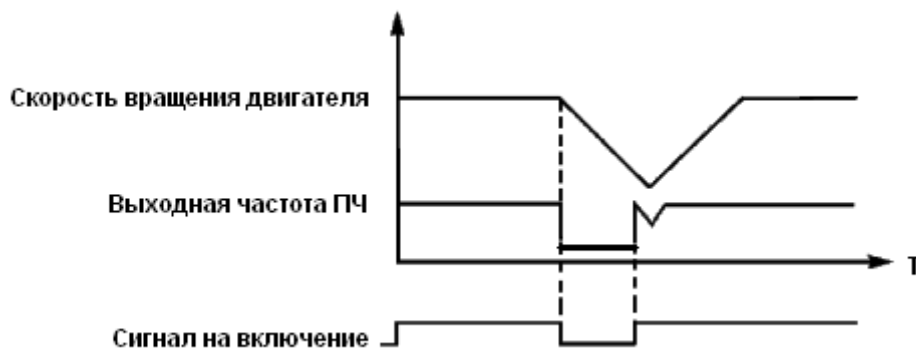 Скорость вращения двигателя
Выходная частота ПЧ
T
Сигнал на включение